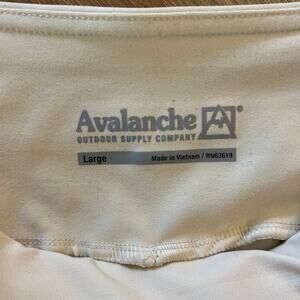 Avalanche ®
OUTDOOR SUPPLY COMPANY
Large Made in Vietnam / RN63619